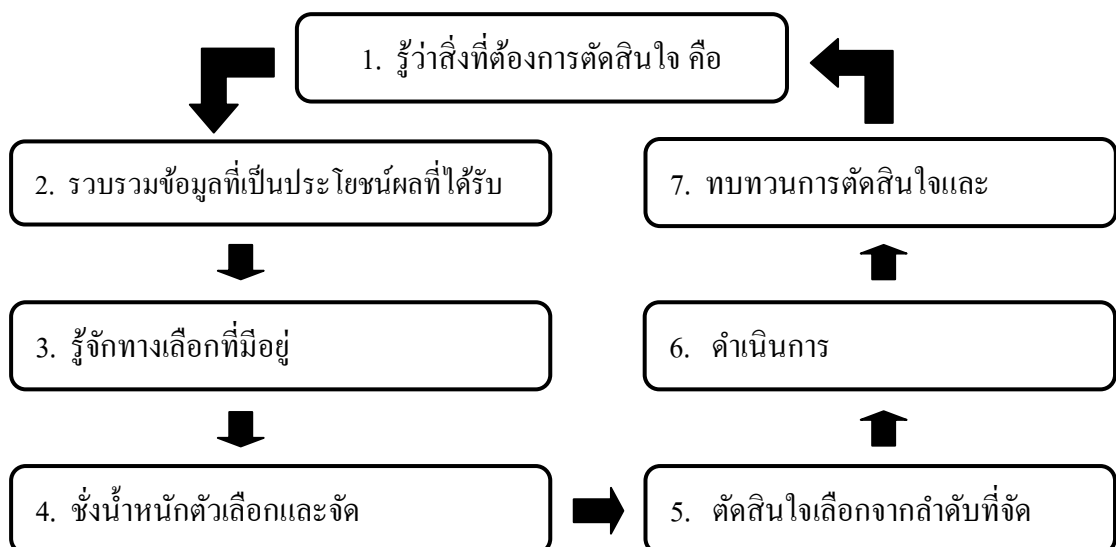 1. รู้ว่าสิ่งที่ต้องการตัดสินใจ คือ
2. รวบรวมข้อมูลที่เป็นประโยชน์ผลที่ได้รับ
3. รู้จักทางเลือกที่มีอยู่
4. ชั่งน้ำหนักตัวเลือกและจัด
5. ตัดสินใจเลือกจากลำดับที่จัด
6. ดำเนินการ
7. ทบทวนการตัดสินใจและ